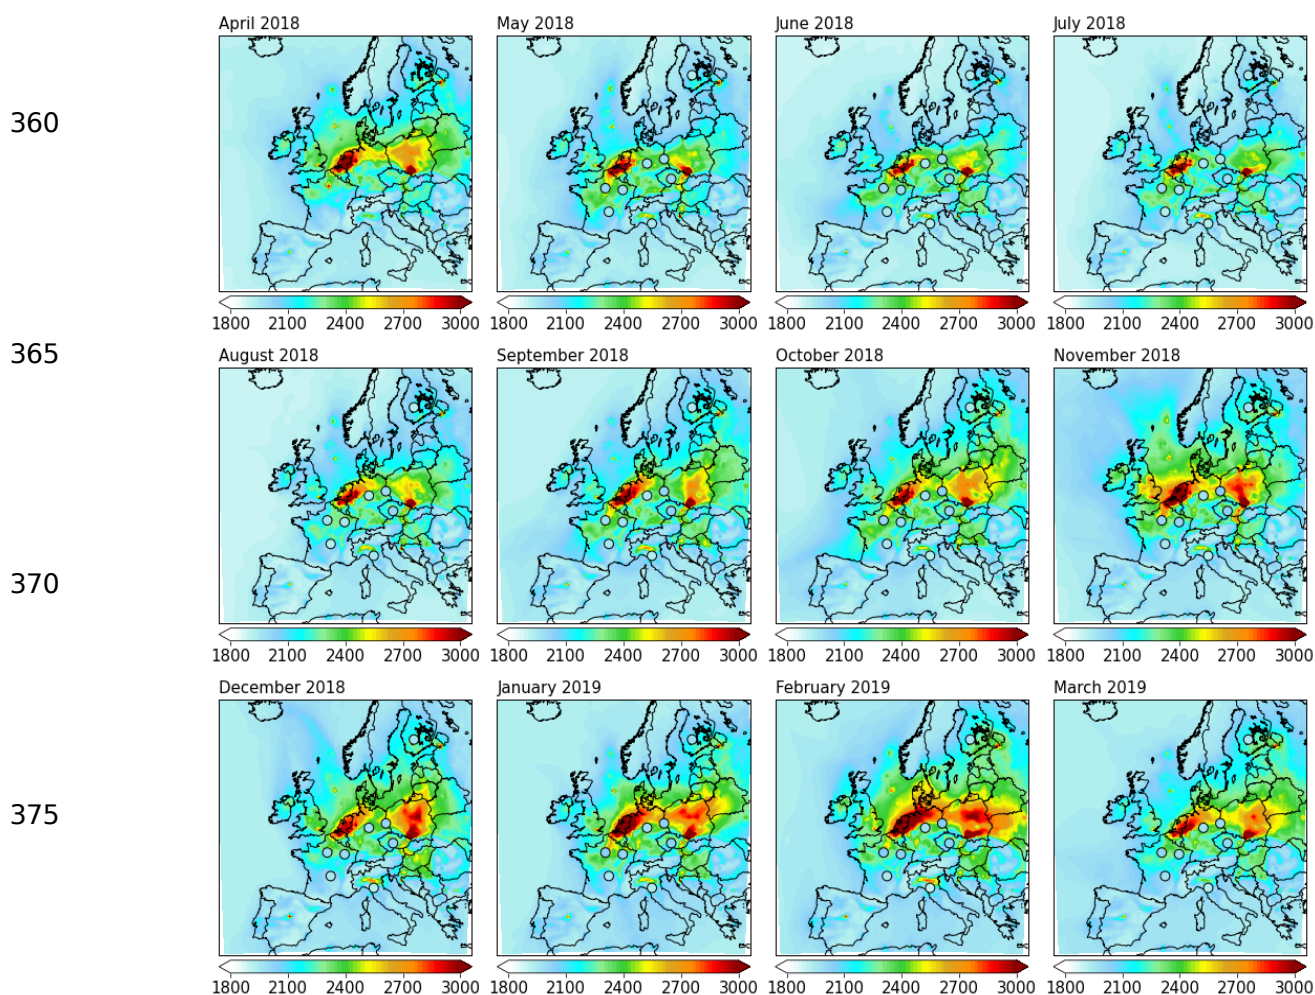 April 2018 May 2018 June 2018 July 2018
360
1800 2100 2400 2700 3000 1800 2100 2400 2700 3000 1800 2100 2400 2700 3000 1800 2100 2400 2700 3000
365
August 2018 September 2018 October 2018 November 2018
370
1800 2100 2400 2700 3000 1800 2100 2400 2700 3000 1800 2100 2400 2700 3000 1800 2100 2400 2700 3000
December 2018 January 2019 February 2019 March 2019
375
1800 2100 2400 2700 3000 1800 2100 2400 2700 3000 1800 2100 2400 2700 3000 1800 2100 2400 2700 3000